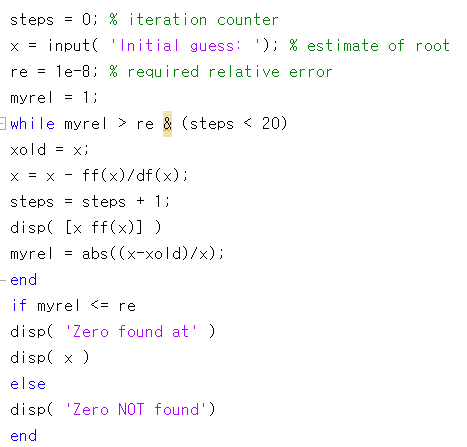 steps = 0; % iteration counter
x = input( 'Initial guess: '); % estimate of root
re = 1e-8; % required relative error
myrel = 1;
while myrel > re & (steps < 20)
xold = x;
x = x - ff(x)/df(x);
steps = steps + 1;
disp( [x ff(x)] )
myrel = abs((x-xold)/x);
end
if myrel <= re
disp( 'Zero found at' )
disp( x )
else
disp( 'Zero NOT found')
end